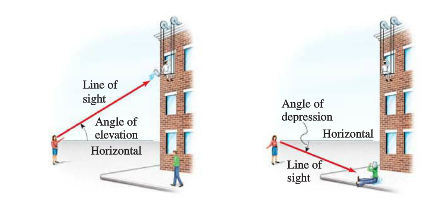 Line of
sight
Angle of
elevation
Horizontal
Angle of
depression
Horizontal
Line of
sight